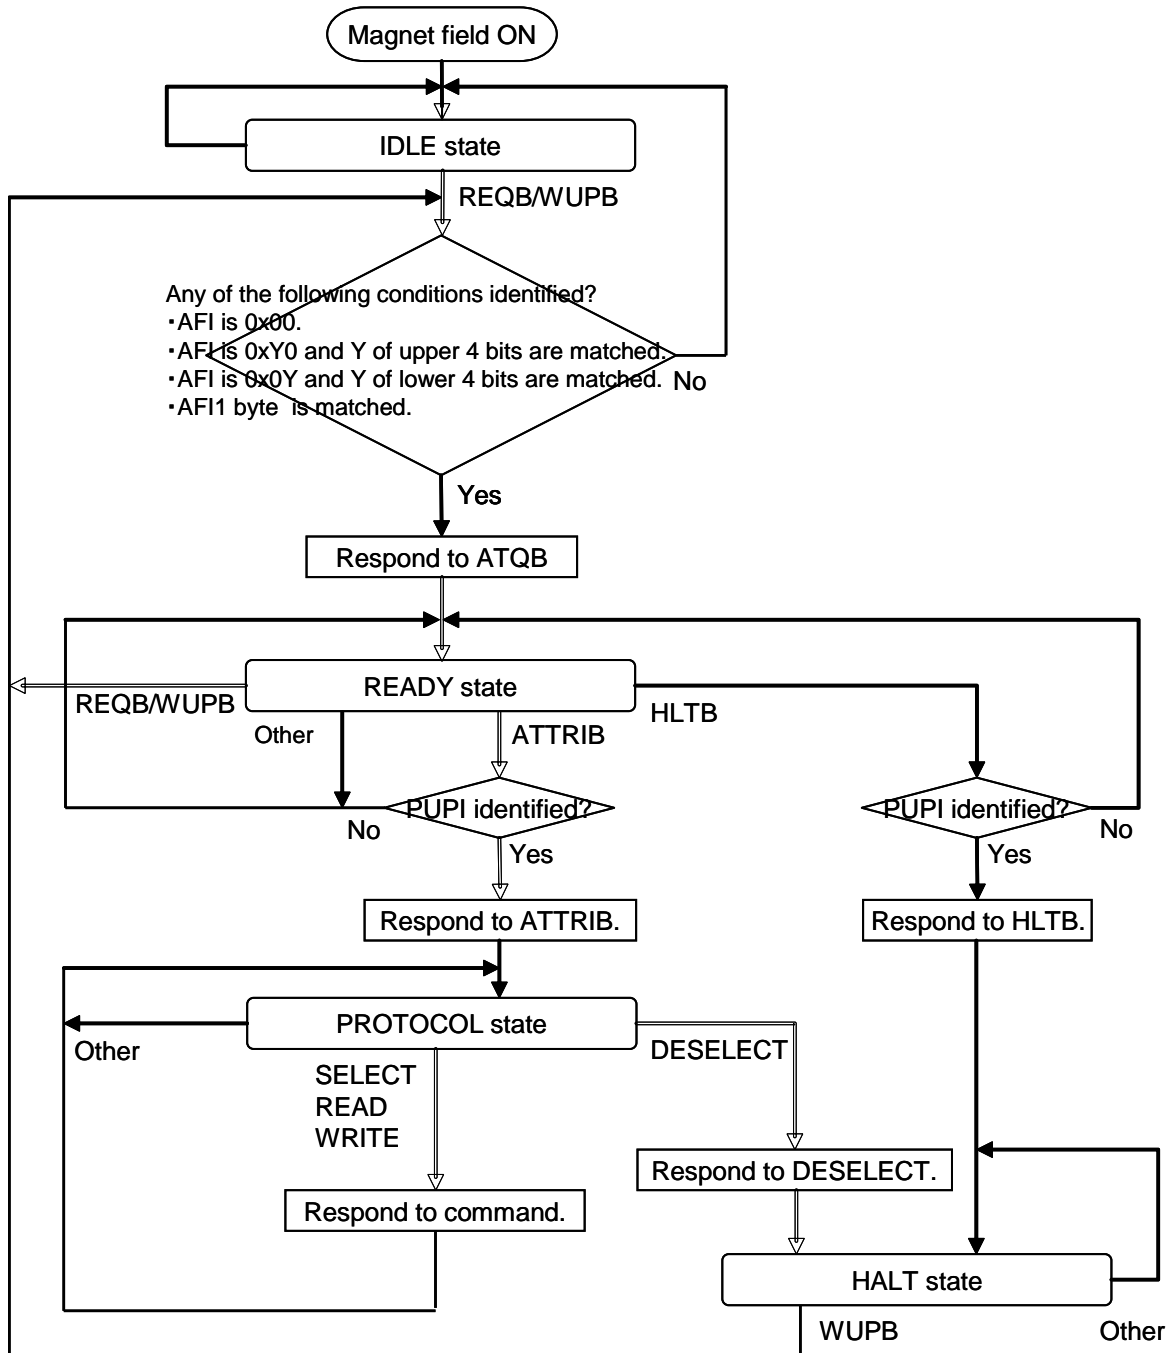 Magnet field ON
IDLE state
REQB/WUPB
Any of the following conditions identified?
・AFI is 0x00.
・AFI is 0xY0 and Y of upper 4 bits are matched.
・AFI is 0x0Y and Y of lower 4 bits are matched.
・AFI1 byte is matched.
No
Yes
Respond to ATQB
READY state
REQB/WUPB
Other
ATTRIB
HLTB
PUPI identified?
No
Yes
PUPI identified?
No
Yes
Respond to ATTRIB.
Respond to HLTB.
PROTOCOL state
Other
DESELECT
SELECT
READ
WRITE
Respond to DESELECT.
Respond to command.
HALT state
WUPB
Other